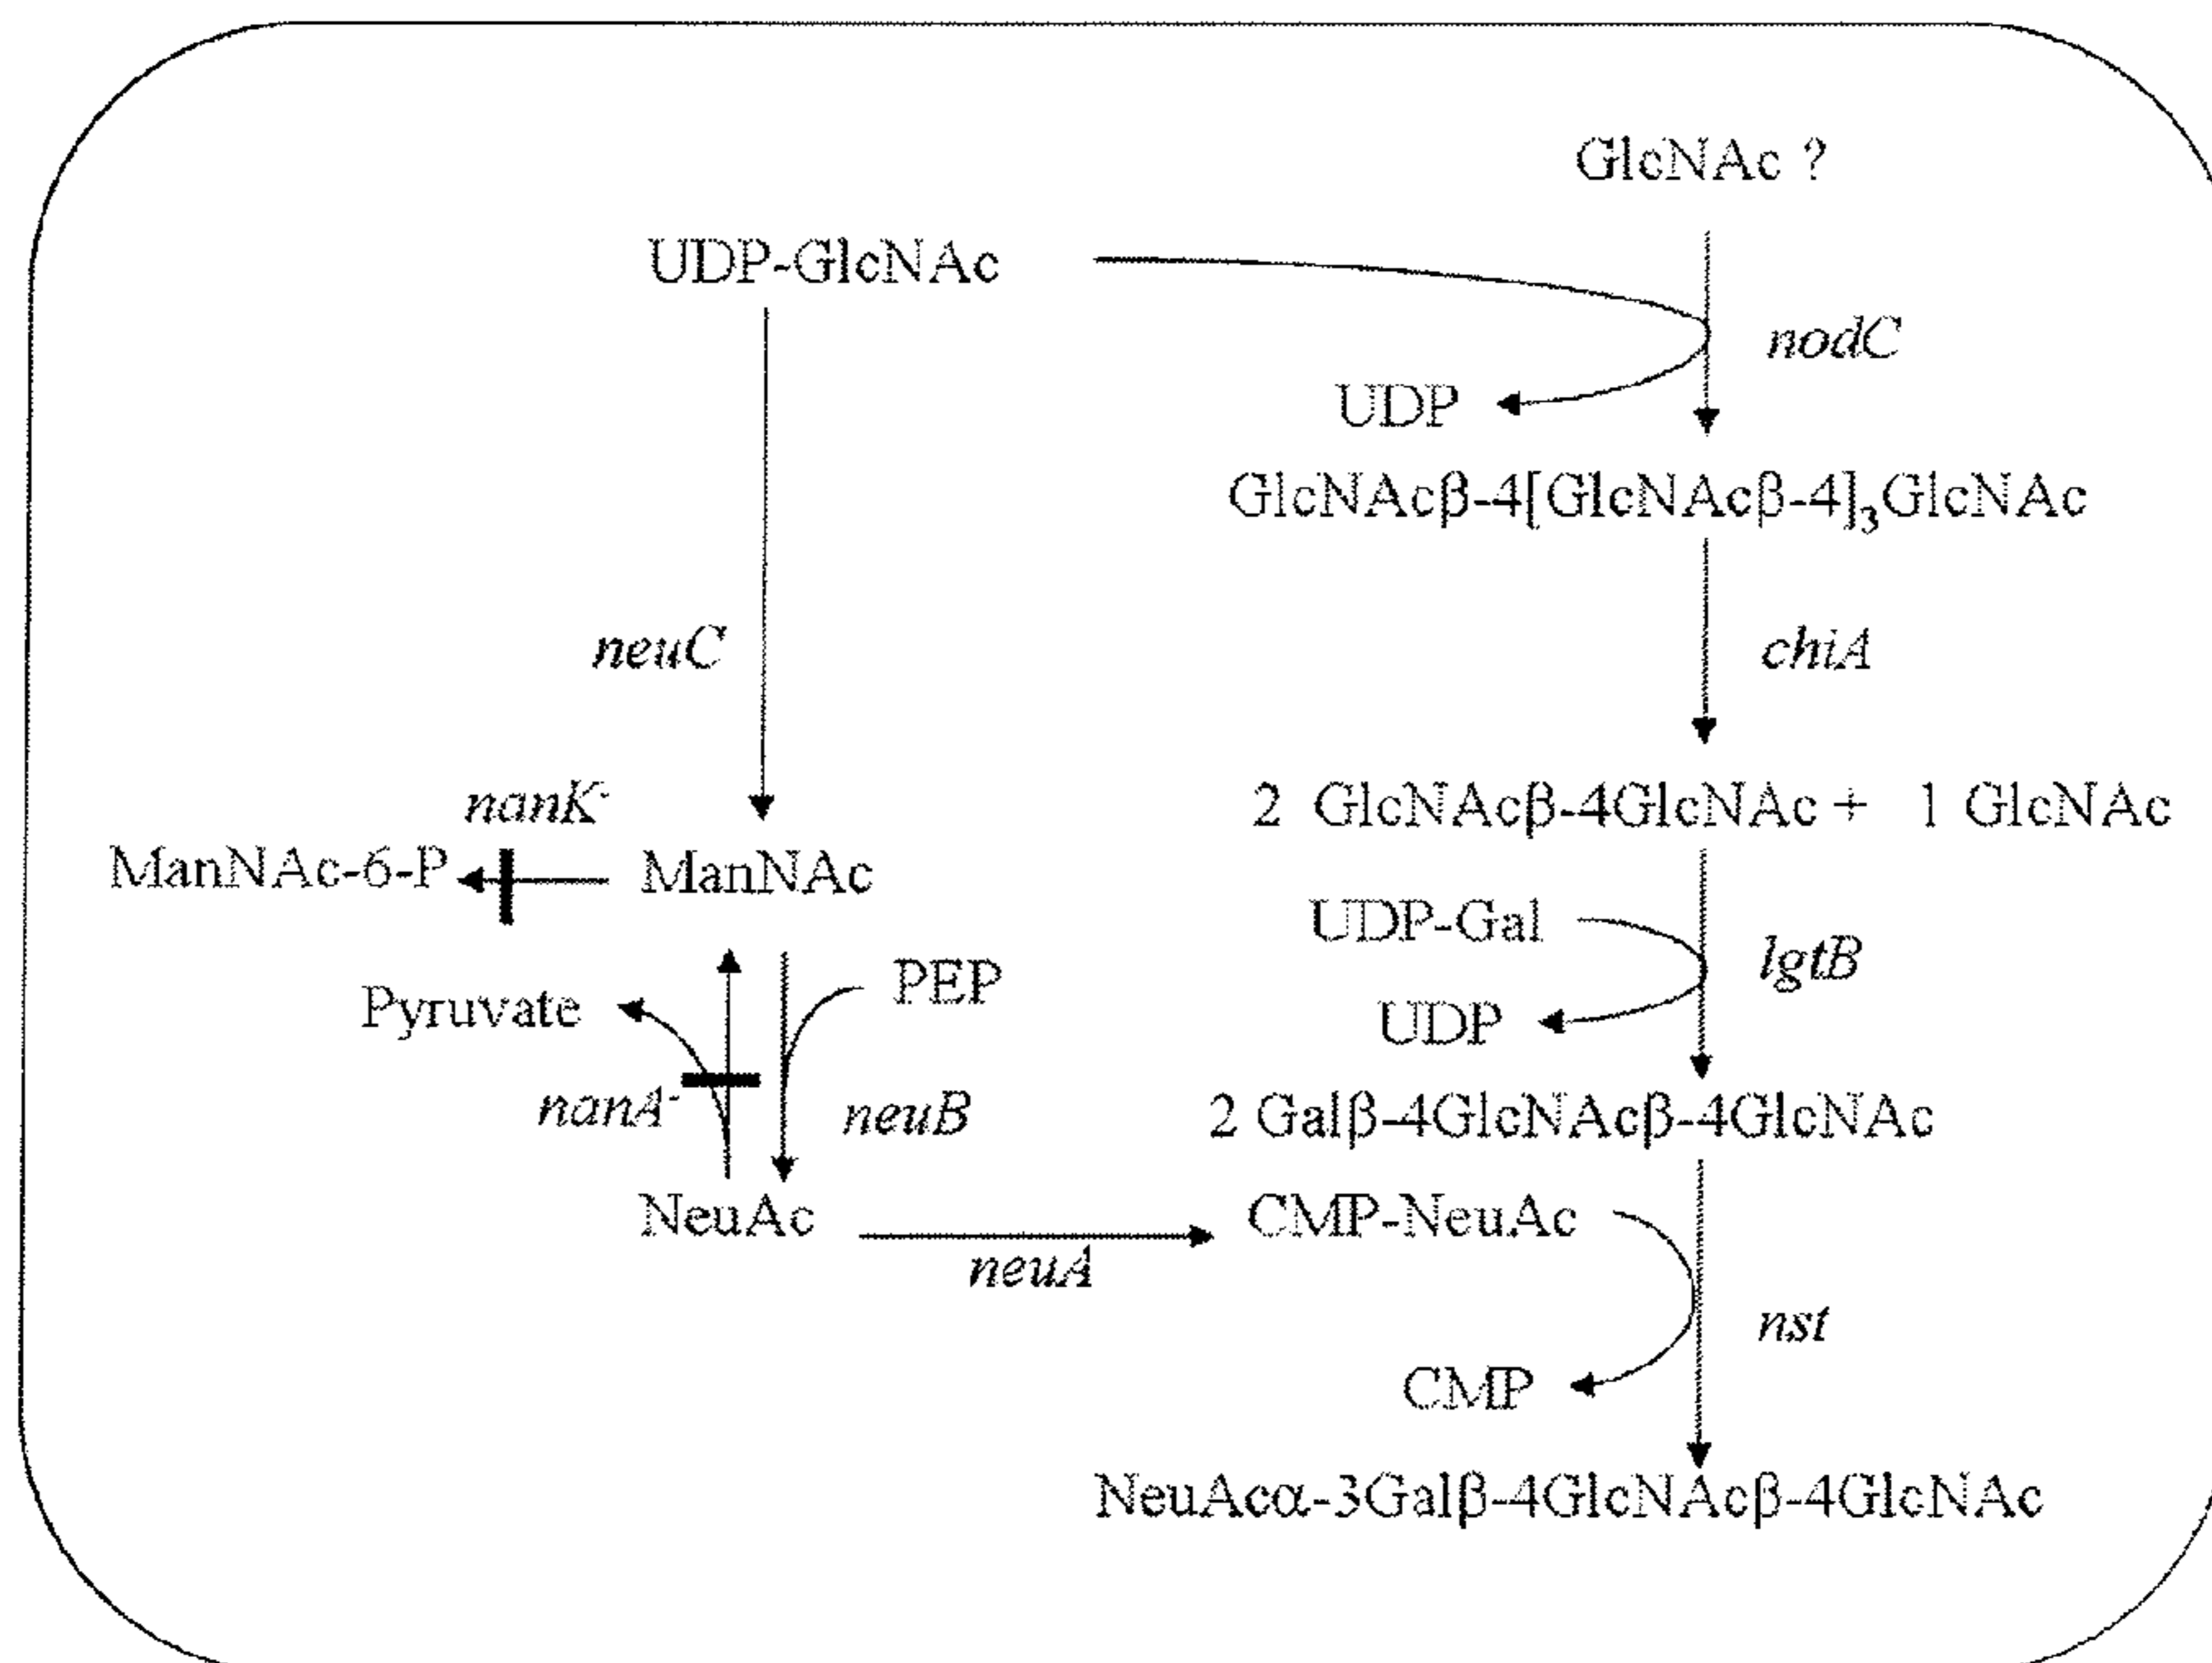 GlcNAc ?
UDP-GlcNAc
nodC
UDP
GlcNAcβ-4[GlcNAcβ-4]₃GlcNAc
neuC
chiA
nanK⁻
2 GlcNAcβ-4GlcNAc + 1 GlcNAc
ManNAc-6-P
ManNAc
UDP-Gal
lgtB
PEP
Pyruvate
UDP
nanA⁻
neuB
2 Galβ-4GlcNAcβ-4GlcNAc
NeuAc
CMP-NeuAc
neuA
nst
CMP
NeuAcα-3Galβ-4GlcNAcβ-4GlcNAc